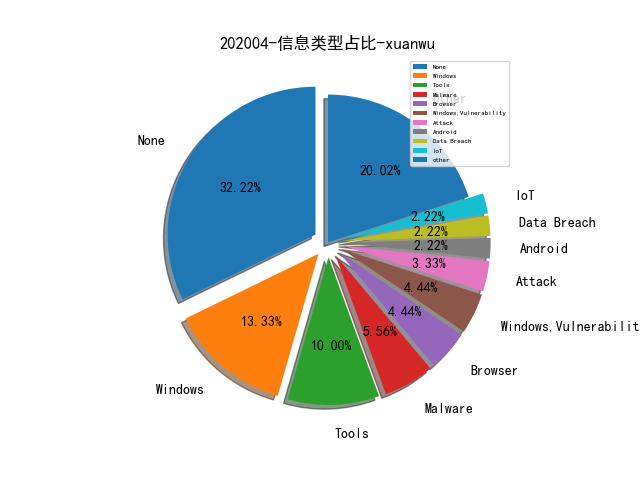 202004-信息类型占比-xuanwu
None
Windows
Tools
Malware
Browser
Windows,Vulnerability
Attack
Android
Data Breach
IoT
other
other
None
32.22%
20.02%
IoT
2.22%
Data Breach
2.22%
Android
2.22%
Attack
3.33%
4.44%
Windows,Vulnerabilit
4.44%
13.33%
5.56%
10.00%
Browser
Windows
Malware
Tools